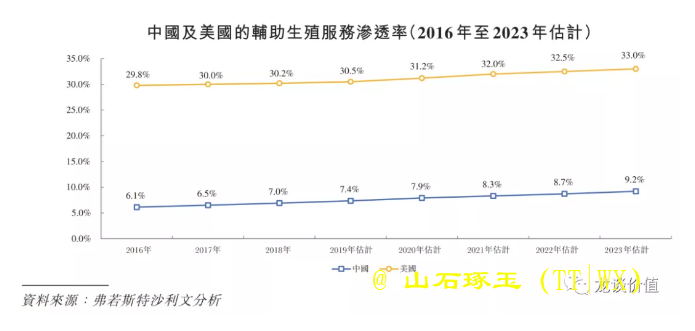 中國及美國的輔助生殖服務滲透率（2016年至2023年估計）
35.0%
30.0%
25.0%
20.0%
15.0%
10.0%
5.0%
0.0%
29.8% 30.0% 30.2% 30.5% 31.2% 32.0% 32.5% 33.0%
6.1% 6.5% 7.0% 7.4% 7.9% 8.3% 8.7% 9.2%
2016年 2017年 2018年 2019年估計 2020年估計 2021年估計 2022年估計 2023年估計
中國 美國
@ 山石琢玉 (TT WX)
龙谈价值
資料來源：弗若斯特沙利文分析